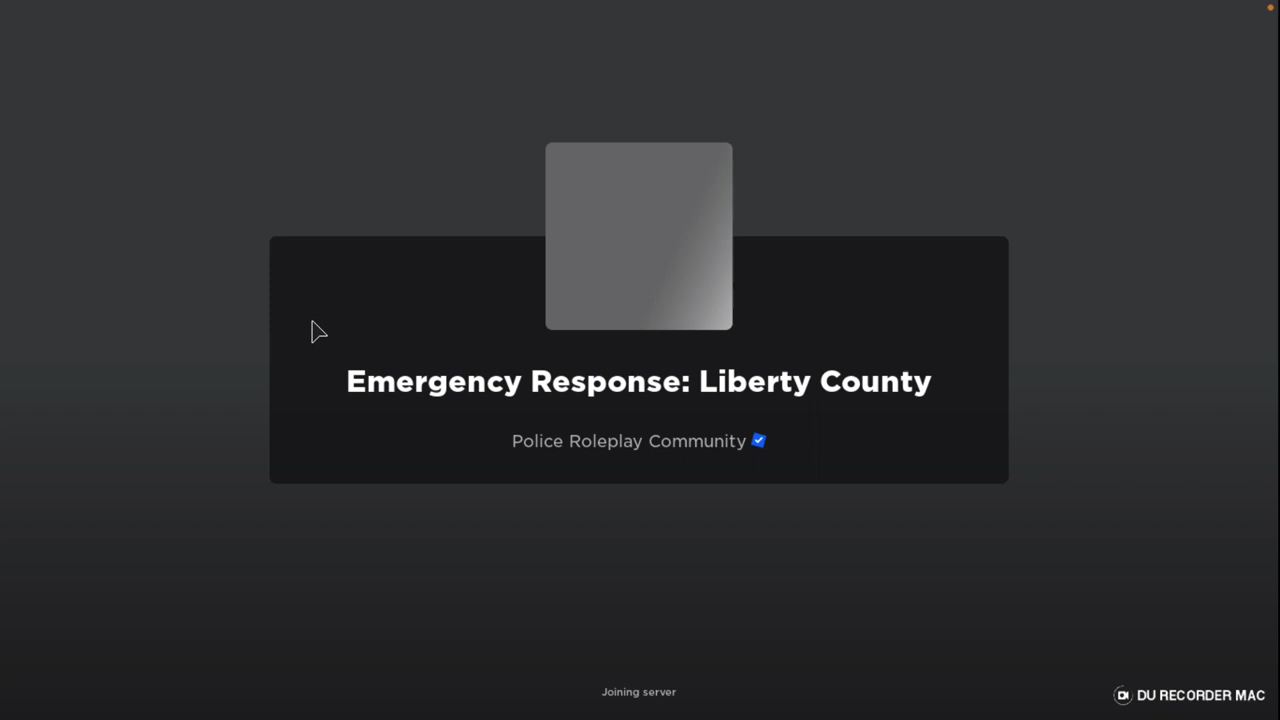 Emergency Response: Liberty County
Police Roleplay Community
Joining server
DU RECORDER MAC